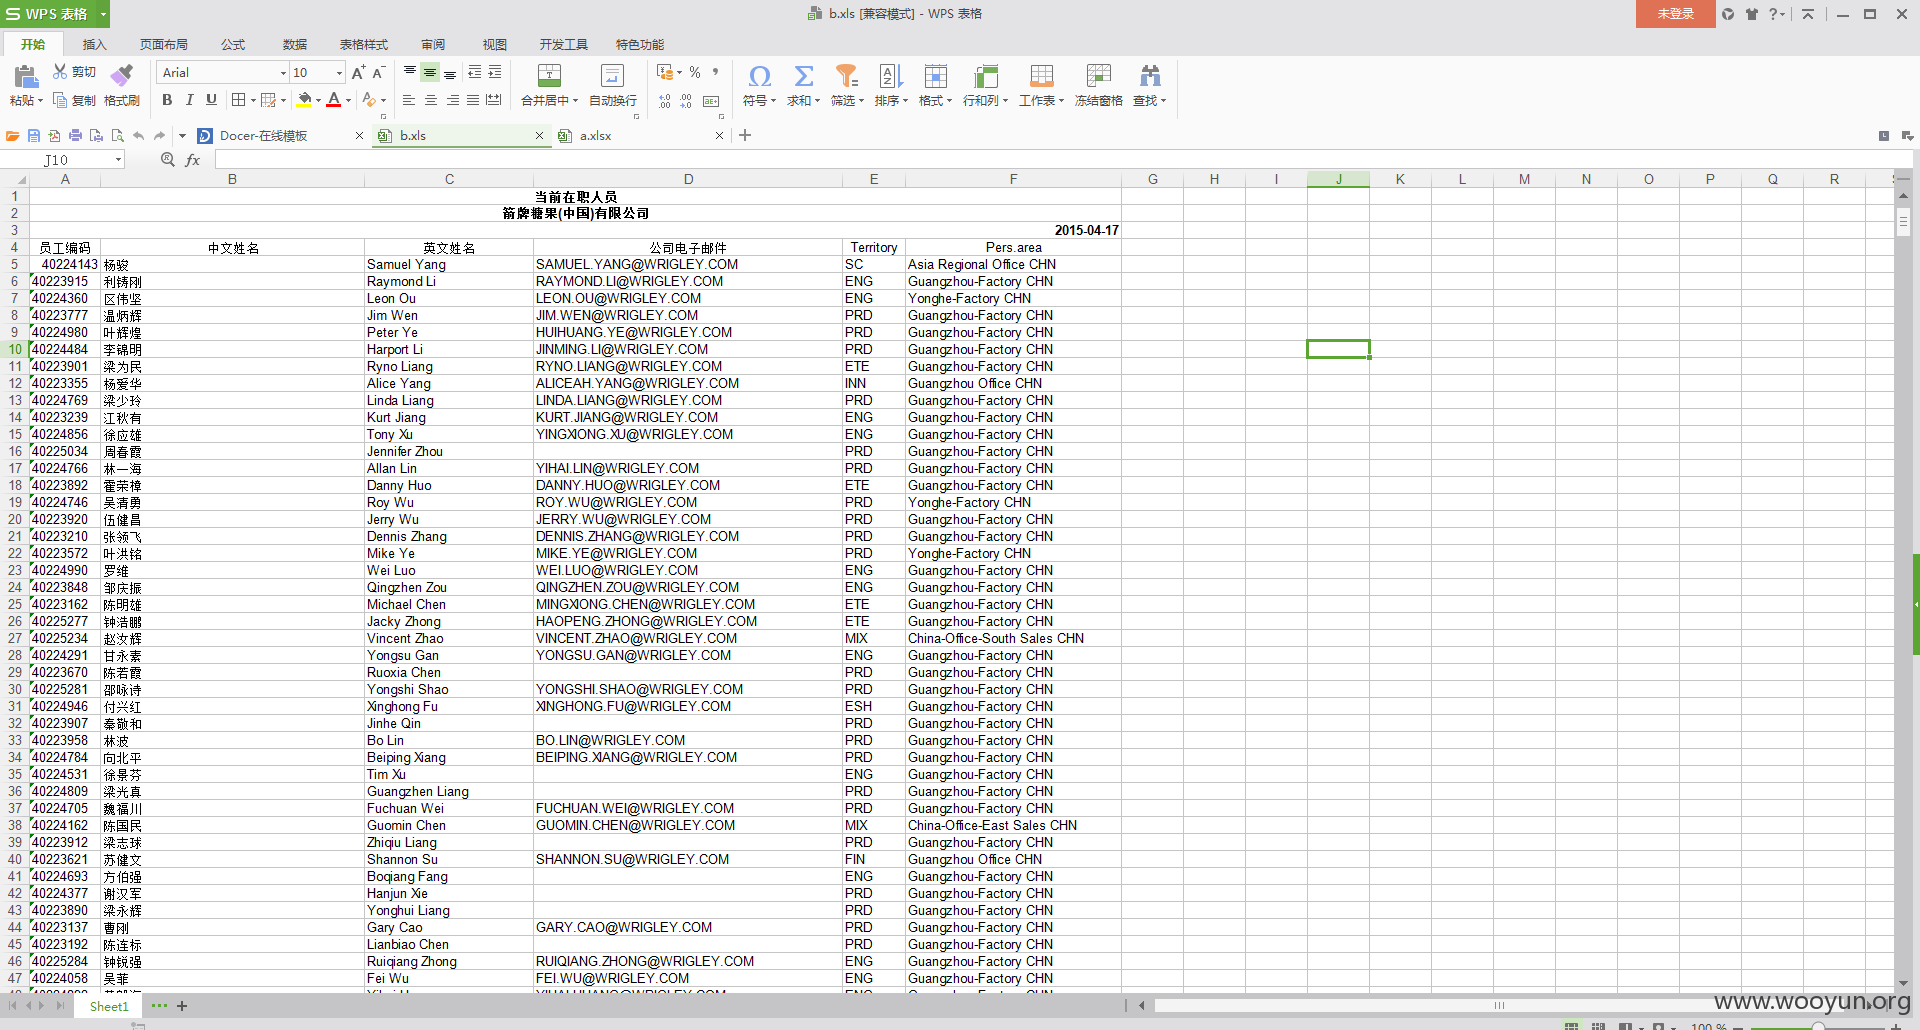 WPS 表格
b.xls [兼容模式] - WPS 表格
未登录
开始 插入 页面布局 公式 数据 表格样式 审阅 视图 开发工具 特色功能
剪切 Arial 10
粘贴 复制 格式刷 B I U 合并居中 自动换行 符号 求和 筛选 排序 格式 行和列 工作表 冻结窗格 查找
Docer-在线模板 b.xls a.xlsx
J10 fx
A B C D E F G H I J K L M N O P Q R
1 当前在职人员
2 箭牌糖果(中国)有限公司
3 2015-04-17
4 员工编码 中文姓名 英文姓名 公司电子邮件 Territory Pers.area
5 40224143 杨骏 Samuel Yang SAMUEL.YANG@WRIGLEY.COM SC Asia Regional Office CHN
6 40223915 利铸刚 Raymond Li RAYMOND.LI@WRIGLEY.COM ENG Guangzhou-Factory CHN
7 40224360 区伟坚 Leon Ou LEON.OU@WRIGLEY.COM ENG Yonghe-Factory CHN
8 40223777 温炳辉 Jim Wen JIM.WEN@WRIGLEY.COM PRD Guangzhou-Factory CHN
9 40224980 叶辉煌 Peter Ye HUIHUANG.YE@WRIGLEY.COM PRD Guangzhou-Factory CHN
10 40224484 李锦明 Harport Li JINMING.LI@WRIGLEY.COM PRD Guangzhou-Factory CHN
11 40223901 梁为民 Ryno Liang RYNO.LIANG@WRIGLEY.COM ETE Guangzhou-Factory CHN
12 40223355 杨爱华 Alice Yang ALICEAH.YANG@WRIGLEY.COM INN Guangzhou Office CHN
13 40224769 梁少玲 Linda Liang LINDA.LIANG@WRIGLEY.COM PRD Guangzhou-Factory CHN
14 40223239 江秋有 Kurt Jiang KURT.JIANG@WRIGLEY.COM ENG Guangzhou-Factory CHN
15 40224856 徐应雄 Tony Xu YINGXIONG.XU@WRIGLEY.COM ENG Guangzhou-Factory CHN
16 40225034 周春霞 Jennifer Zhou PRD Guangzhou-Factory CHN
17 40224766 林一海 Allan Lin YIHAI.LIN@WRIGLEY.COM PRD Guangzhou-Factory CHN
18 40223892 霍荣樟 Danny Huo DANNY.HUO@WRIGLEY.COM ETE Guangzhou-Factory CHN
19 40224746 吴清勇 Roy Wu ROY.WU@WRIGLEY.COM PRD Yonghe-Factory CHN
20 40223920 伍健昌 Jerry Wu JERRY.WU@WRIGLEY.COM PRD Guangzhou-Factory CHN
21 40223210 张领飞 Dennis Zhang DENNIS.ZHANG@WRIGLEY.COM PRD Guangzhou-Factory CHN
22 40223572 叶洪铭 Mike Ye MIKE.YE@WRIGLEY.COM PRD Yonghe-Factory CHN
23 40224990 罗维 Wei Luo WEI.LUO@WRIGLEY.COM ENG Guangzhou-Factory CHN
24 40223848 邹庆振 Qingzhen Zou QINGZHEN.ZOU@WRIGLEY.COM ENG Guangzhou-Factory CHN
25 40223162 陈明雄 Michael Chen MINGXIONG.CHEN@WRIGLEY.COM ETE Guangzhou-Factory CHN
26 40225277 钟浩鹏 Jacky Zhong HAOPENG.ZHONG@WRIGLEY.COM ETE Guangzhou-Factory CHN
27 40225234 赵汝辉 Vincent Zhao VINCENT.ZHAO@WRIGLEY.COM MIX China-Office-South Sales CHN
28 40224291 甘永素 Yongsu Gan YONGSU.GAN@WRIGLEY.COM ENG Guangzhou-Factory CHN
29 40223670 陈若霞 Ruoxia Chen PRD Guangzhou-Factory CHN
30 40225281 邵咏诗 Yongshi Shao YONGSHI.SHAO@WRIGLEY.COM PRD Guangzhou-Factory CHN
31 40224946 付兴红 Xinghong Fu XINGHONG.FU@WRIGLEY.COM ESH Guangzhou-Factory CHN
32 40223907 秦敬和 Jinhe Qin PRD Guangzhou-Factory CHN
33 40223958 林波 Bo Lin BO.LIN@WRIGLEY.COM PRD Guangzhou-Factory CHN
34 40224784 向北平 Beiping Xiang BEIPING.XIANG@WRIGLEY.COM PRD Guangzhou-Factory CHN
35 40224531 徐景芬 Tim Xu ENG Guangzhou-Factory CHN
36 40224809 梁光真 Guangzhen Liang PRD Guangzhou-Factory CHN
37 40224705 魏福川 Fuchuan Wei FUCHUAN.WEI@WRIGLEY.COM PRD Guangzhou-Factory CHN
38 40224162 陈国民 Guomin Chen GUOMIN.CHEN@WRIGLEY.COM MIX China-Office-East Sales CHN
39 40223912 梁志球 Zhiqiu Liang PRD Guangzhou-Factory CHN
40 40223621 苏健文 Shannon Su SHANNON.SU@WRIGLEY.COM FIN Guangzhou Office CHN
41 40224693 方伯强 Boqiang Fang ENG Guangzhou-Factory CHN
42 40224377 谢汉军 Hanjun Xie PRD Guangzhou-Factory CHN
43 40223890 梁永辉 Yonghui Liang PRD Guangzhou-Factory CHN
44 40223137 曹刚 Gary Cao GARY.CAO@WRIGLEY.COM PRD Guangzhou-Factory CHN
45 40223192 陈连标 Lianbiao Chen PRD Guangzhou-Factory CHN
46 40225284 钟锐强 Ruiqiang Zhong RUIQIANG.ZHONG@WRIGLEY.COM ENG Guangzhou-Factory CHN
47 40224058 吴菲 Fei Wu FEI.WU@WRIGLEY.COM ENG Guangzhou-Factory CHN
Sheet1
www.wooyun.org
100 %